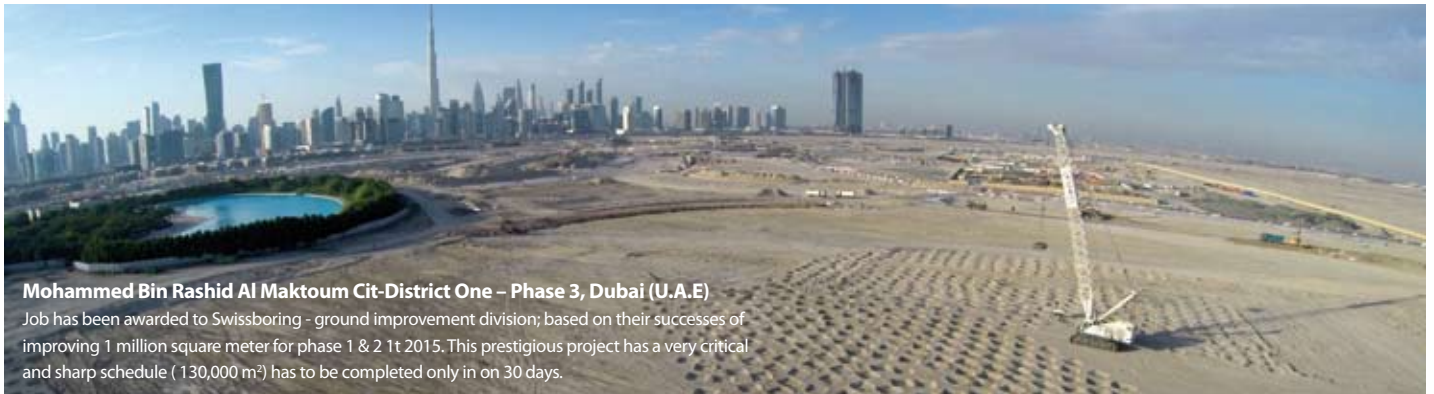 Mohammed Bin Rashid Al Maktoum Cit-District One – Phase 3, Dubai (U.A.E)
Job has been awarded to Swissboring - ground improvement division; based on their successes of
improving 1 million square meter for phase 1 & 2 1t 2015. This prestigious project has a very critical
and sharp schedule ( 130,000 m²) has to be completed only in on 30 days.